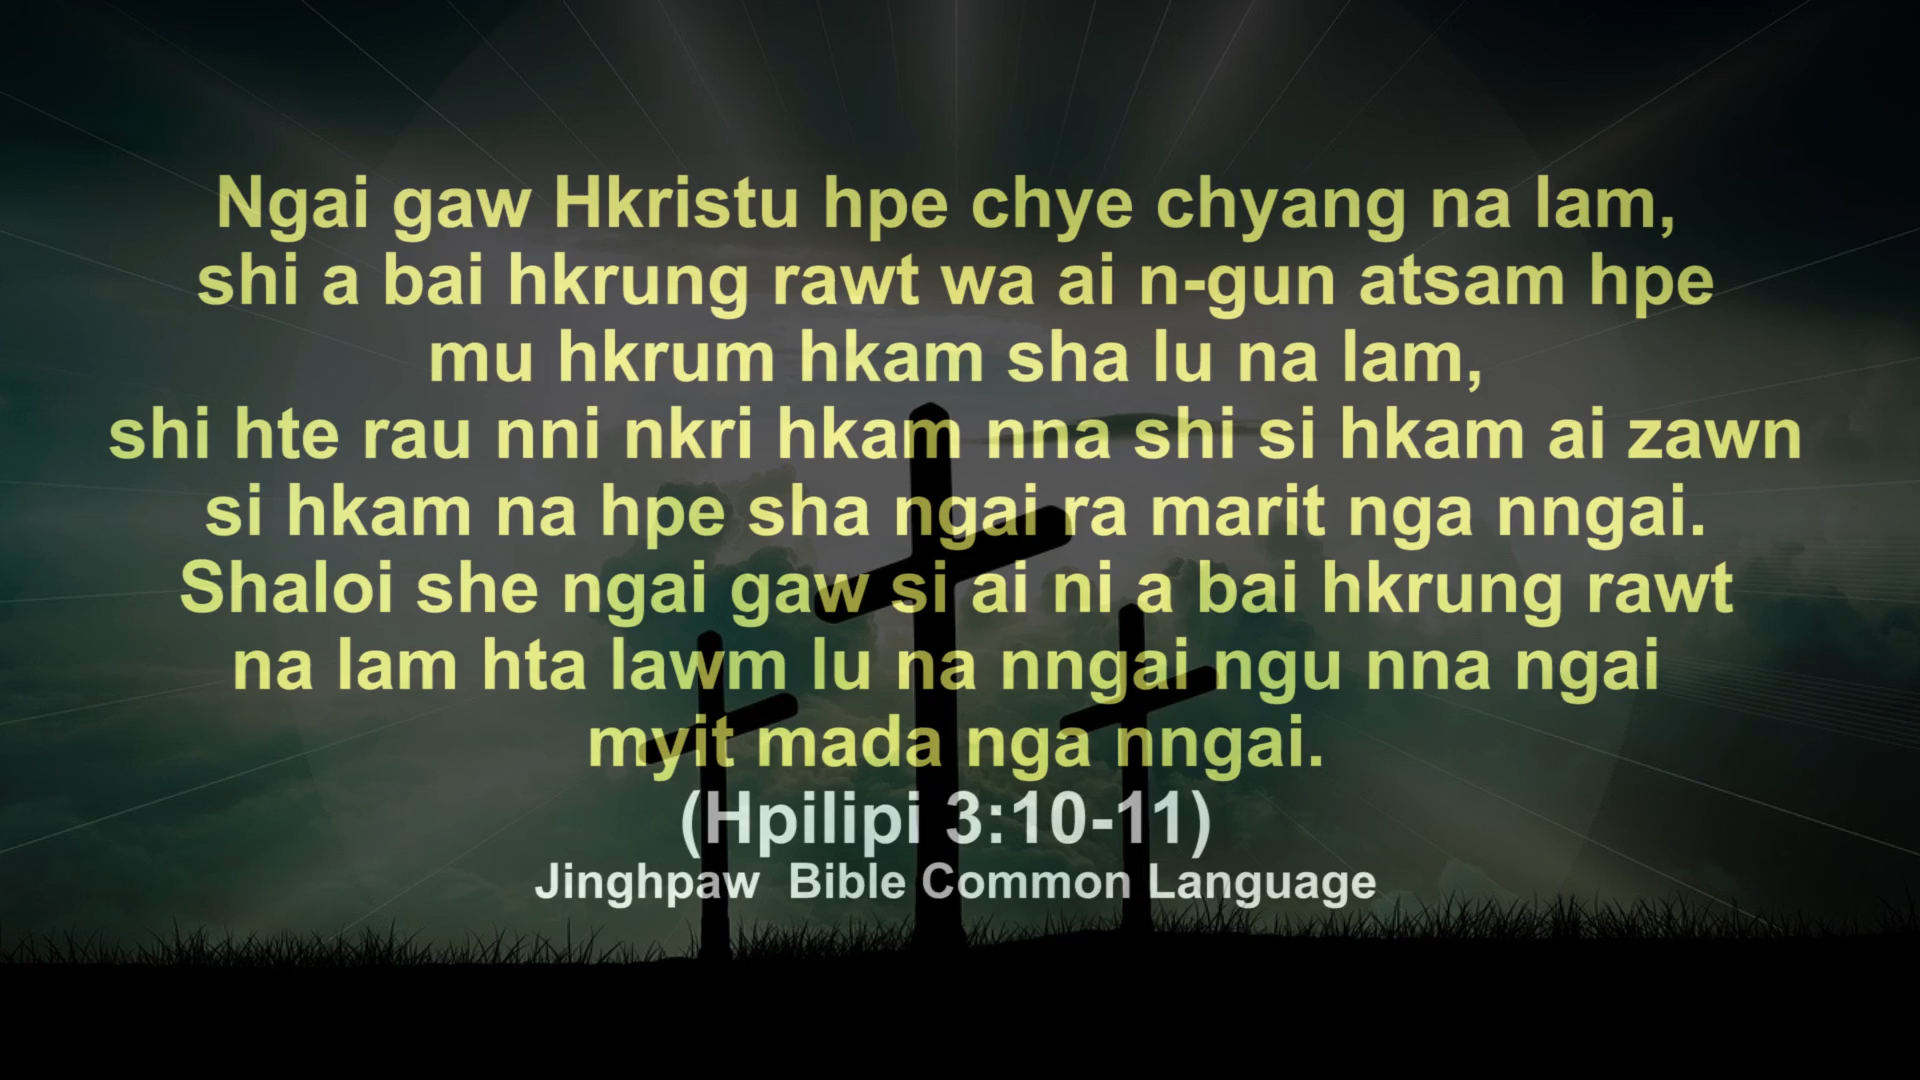 Ngai gaw Hkristu hpe chye chyang na lam,
shi a bai hkrung rawt wa ai n-gun atsam hpe
mu hkrum hkam sha lu na lam,
shi hte rau nni nkri hkam nna shi si hkam ai zawn
si hkam na hpe sha ngai ra marit nga nngai.
Shaloi she ngai gaw si ai ni a bai hkrung rawt
na lam hta lawm lu na nngai ngu nna ngai
myit mada nga nngai.
(Hpilipi 3:10-11)
Jinghpaw Bible Common Language